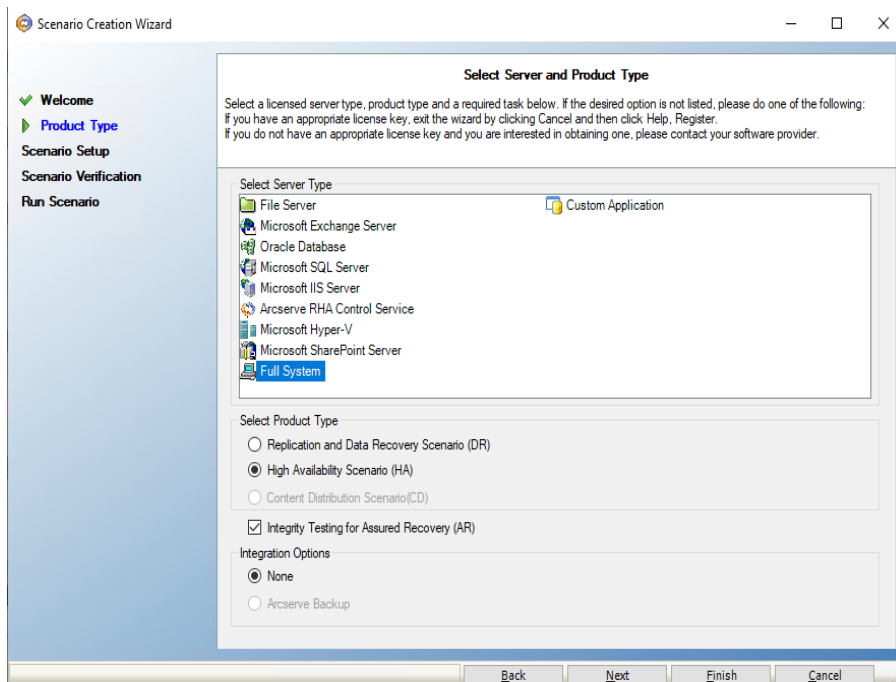 Scenario Creation Wizard
Welcome
Product Type
Scenario Setup
Scenario Verification
Run Scenario
Select Server and Product Type
Select a licensed server type, product type and a required task below. If the desired option is not listed, please do one of the following:
If you have an appropriate license key, exit the wizard by clicking Cancel and then click Help, Register.
If you do not have an appropriate license key and you are interested in obtaining one, please contact your software provider.
Select Server Type
File Server
Microsoft Exchange Server
Oracle Database
Microsoft SQL Server
Microsoft IIS Server
Arcserve RHA Control Service
Microsoft Hyper-V
Microsoft SharePoint Server
Full System
Custom Application
Select Product Type
Replication and Data Recovery Scenario (DR)
High Availability Scenario (HA)
Content Distribution Scenario(CD)
Integrity Testing for Assured Recovery (AR)
Integration Options
None
Arcserve Backup
Back Next Finish Cancel